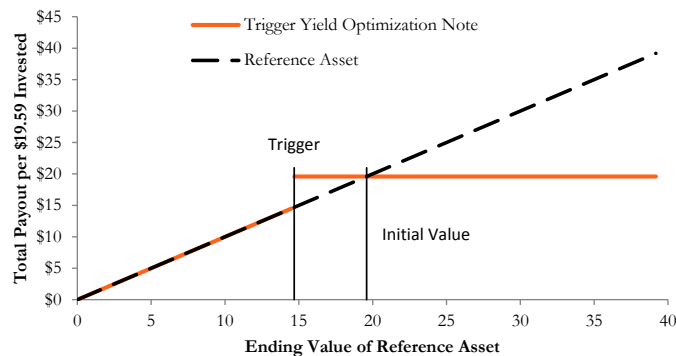 $45
$40
$35
$30
$25
$20
$15
$10
$5
$0
Total Payout per $19.59 Invested
Trigger Yield Optimization Note
Reference Asset
Trigger
Initial Value
0 5 10 15 20 25 30 35 40
Ending Value of Reference Asset